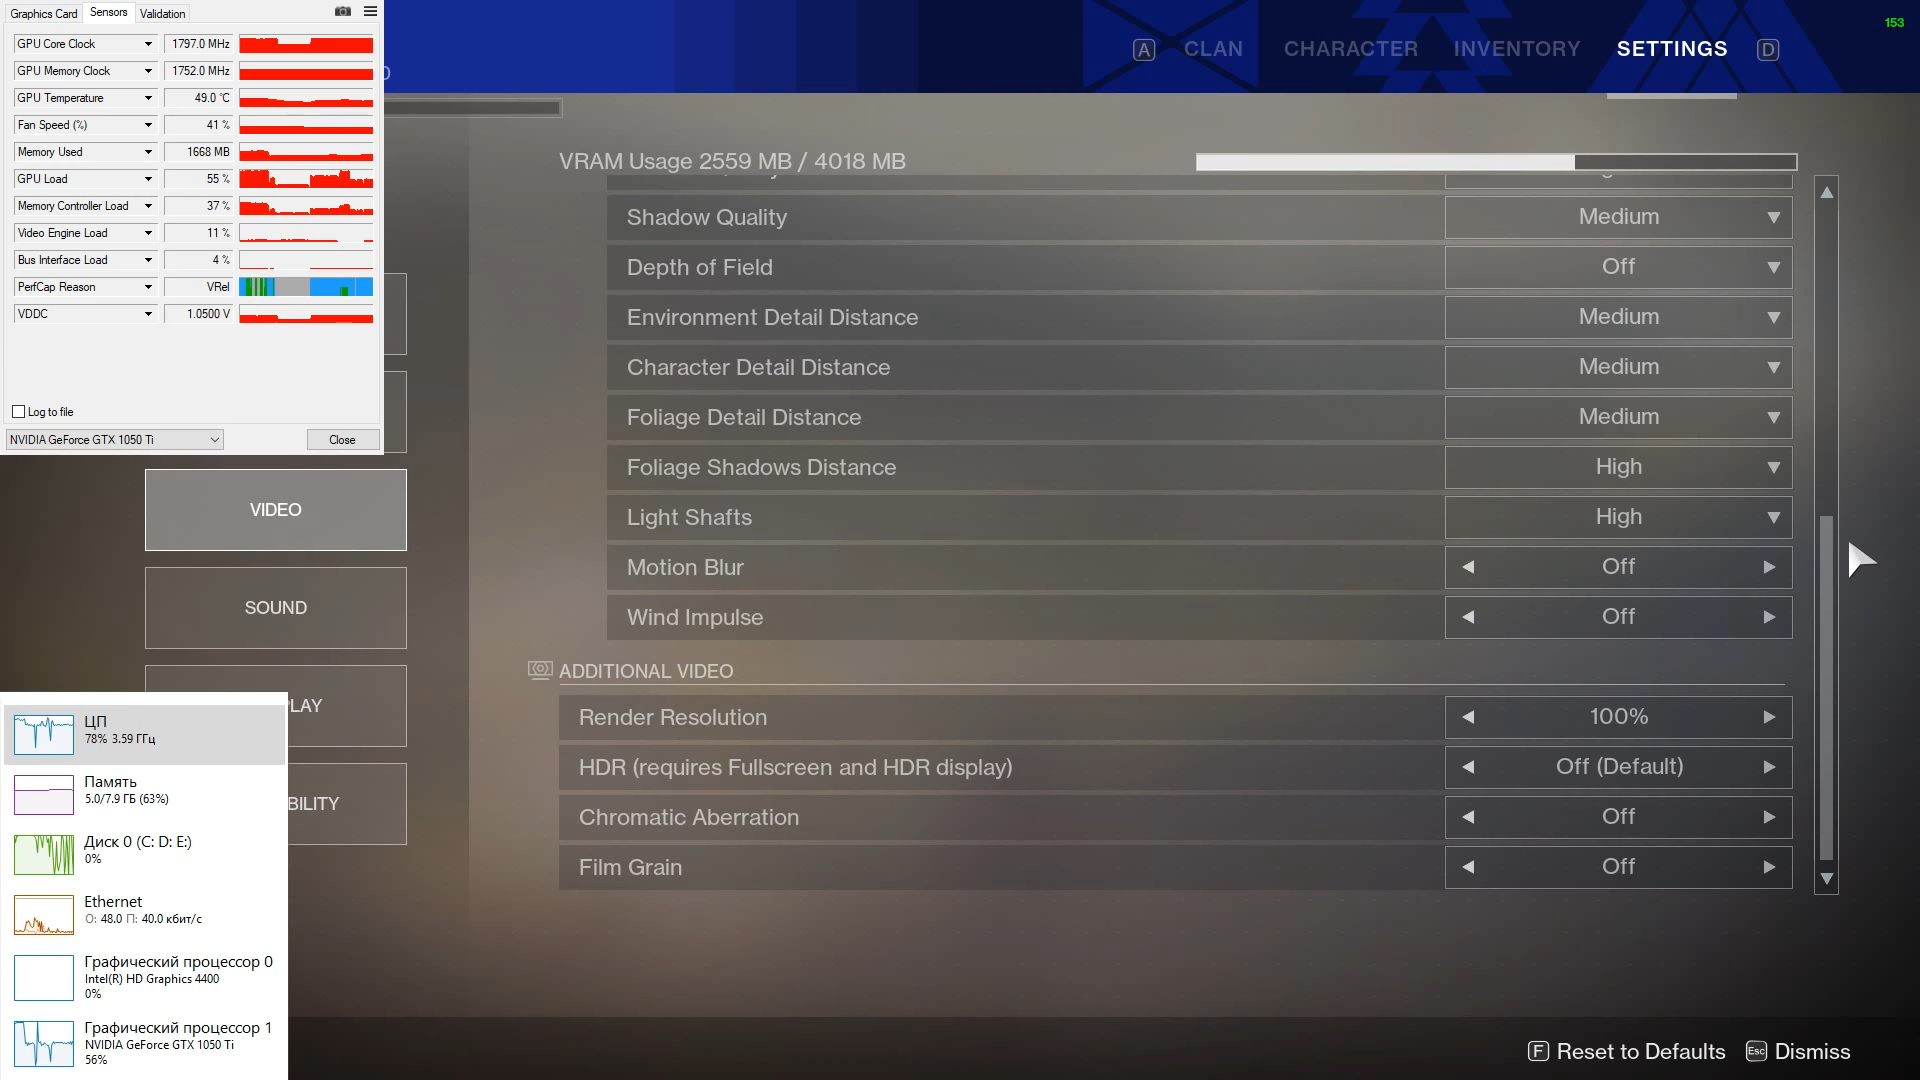 Graphics Card
Sensors
Validation
GPU Core Clock 1797.0 MHz
GPU Memory Clock 1752.0 MHz
GPU Temperature 49.0 °C
Fan Speed (%) 41 %
Memory Used 1668 MB
GPU Load 55 %
Memory Controller Load 37 %
Video Engine Load 11 %
Bus Interface Load 4 %
PerfCap Reason VRel
VDDC 1.0500 V
Log to file
NVIDIA GeForce GTX 1050 Ti
Close
153
A CLAN CHARACTER INVENTORY SETTINGS D
VRAM Usage 2559 MB / 4018 MB
Shadow Quality Medium
Depth of Field Off
Environment Detail Distance Medium
Character Detail Distance Medium
Foliage Detail Distance Medium
Foliage Shadows Distance High
Light Shafts High
Motion Blur Off
Wind Impulse Off
ADDITIONAL VIDEO
Render Resolution 100%
HDR (requires Fullscreen and HDR display) Off (Default)
Chromatic Aberration Off
Film Grain Off
VIDEO
SOUND
PLAY
BILITY
ЦП
78% 3.59 ГГц
Память
5.0/7.9 ГБ (63%)
Диск 0 (C: D: E:)
0%
Ethernet
О: 48.0 П: 40.0 кбит/с
Графический процессор 0
Intel(R) HD Graphics 4400
0%
Графический процессор 1
NVIDIA GeForce GTX 1050 Ti
56%
F Reset to Defaults Esc Dismiss